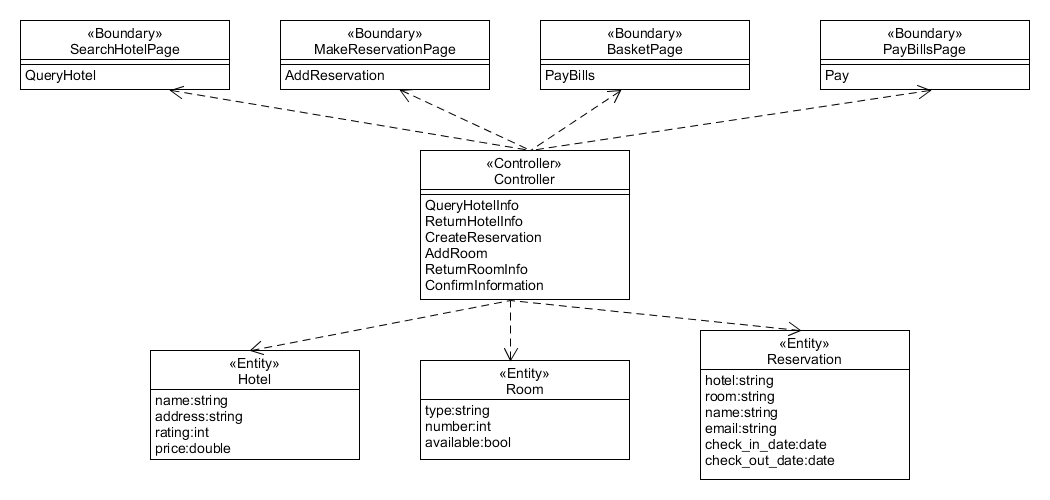 «Boundary»
SearchHotelPage
QueryHotel
«Boundary»
MakeReservationPage
AddReservation
«Boundary»
BasketPage
PayBills
«Boundary»
PayBillsPage
Pay
«Controller»
Controller
QueryHotelInfo
ReturnHotelInfo
CreateReservation
AddRoom
ReturnRoomInfo
ConfirmInformation
«Entity»
Hotel
name:string
address:string
rating:int
price:double
«Entity»
Room
type:string
number:int
available:bool
«Entity»
Reservation
hotel:string
room:string
name:string
email:string
check_in_date:date
check_out_date:date